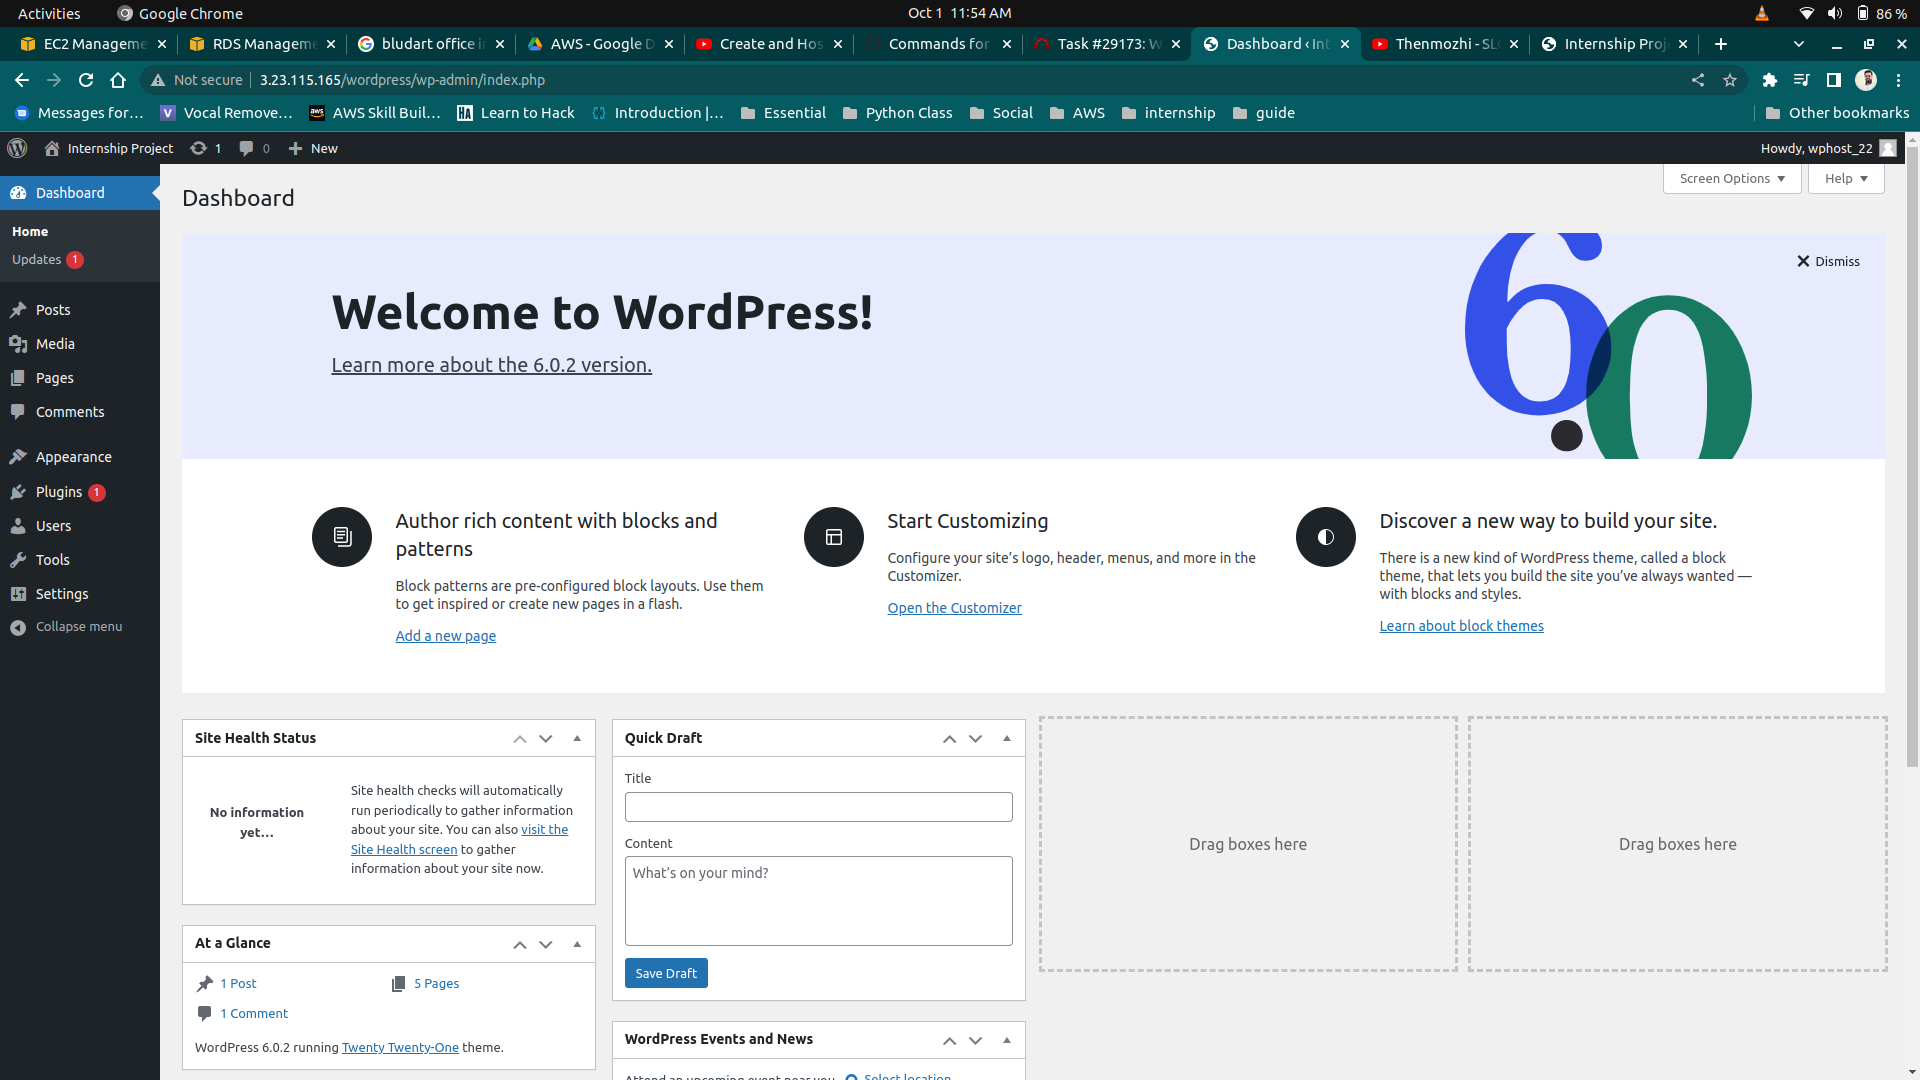 Activities Google Chrome Oct 1 11:54 AM 86 %
EC2 Manageme RDS Manageme bludart office i AWS - Google D Create and Hos Commands for Task #29173: W Dashboard ‹ Int Thenmozhi - SL Internship Proj
Not secure 3.23.115.165/wordpress/wp-admin/index.php
Messages for... Vocal Remove... AWS Skill Buil... Learn to Hack Introduction |... Essential Python Class Social AWS internship guide Other bookmarks
Internship Project 1 0 New Howdy, wphost_22
Screen Options Help
Dashboard
Home
Updates 1
Posts
Media
Pages
Comments
Appearance
Plugins 1
Users
Tools
Settings
Collapse menu
Dashboard
6.0
Dismiss
Welcome to WordPress!
Learn more about the 6.0.2 version.
Author rich content with blocks and
patterns
Block patterns are pre-configured block layouts. Use them
to get inspired or create new pages in a flash.
Add a new page
Start Customizing
Configure your site's logo, header, menus, and more in the
Customizer.
Open the Customizer
Discover a new way to build your site.
There is a new kind of WordPress theme, called a block
theme, that lets you build the site you've always wanted —
with blocks and styles.
Learn about block themes
Site Health Status
No information
yet…
Site health checks will automatically
run periodically to gather information
about your site. You can also visit the
Site Health screen to gather
information about your site now.
At a Glance
1 Post 5 Pages
1 Comment
WordPress 6.0.2 running Twenty Twenty-One theme.
Quick Draft
Title
Content
What's on your mind?
Save Draft
WordPress Events and News
Attend an upcoming event near you. Select location
Drag boxes here
Drag boxes here